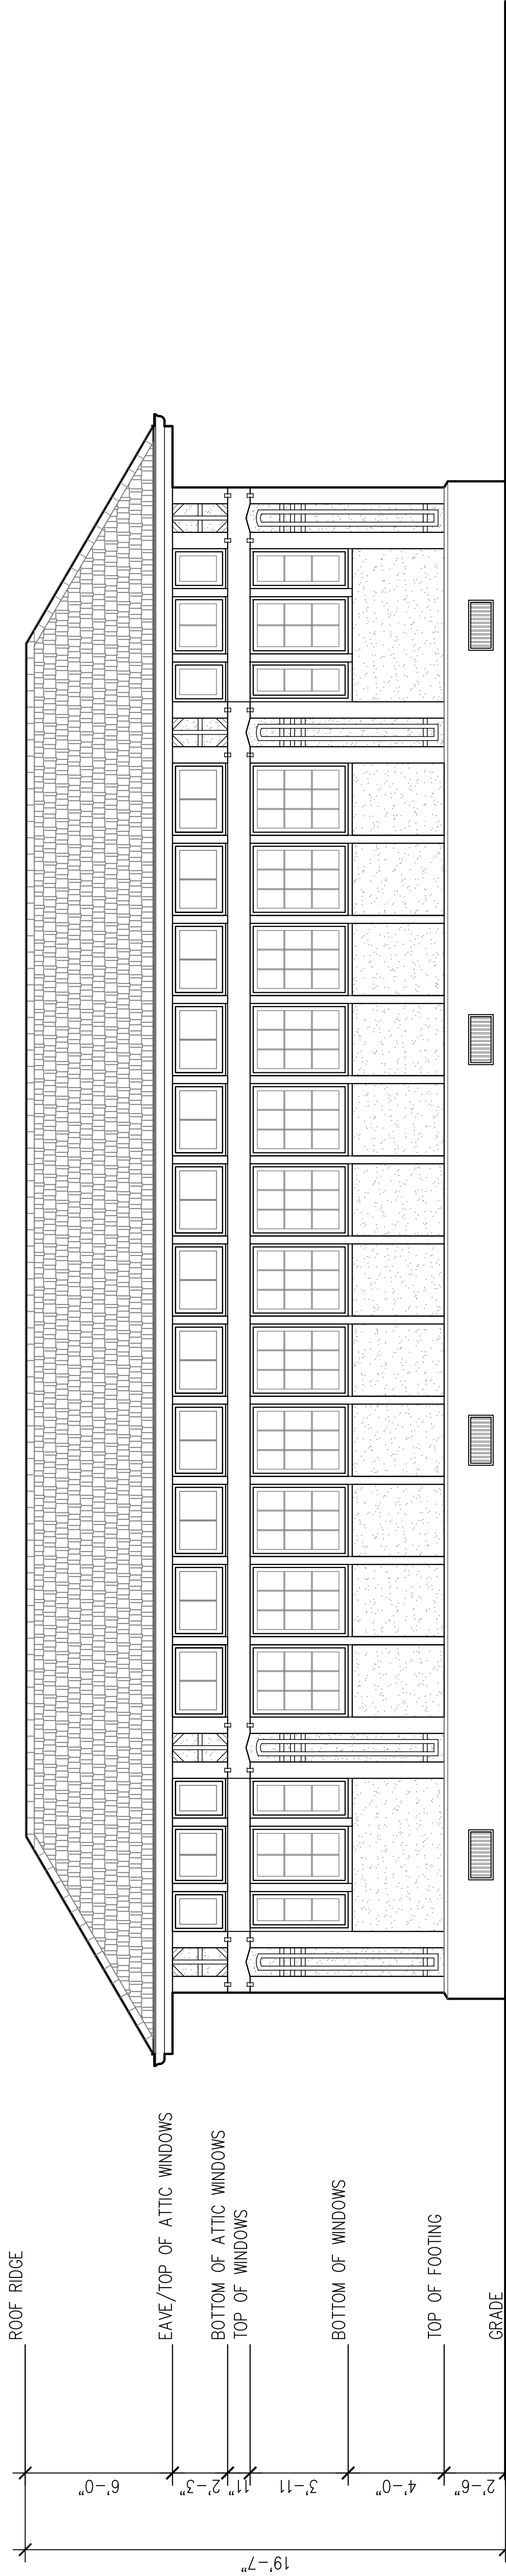 ROOF RIDGE
EAVE/TOP OF ATTIC WINDOWS
BOTTOM OF ATTIC WINDOWS
TOP OF WINDOWS
BOTTOM OF WINDOWS
TOP OF FOOTING
GRADE
6'-0"
2'-3"
11"
3'-11
4'-0"
2'-6"
19'-7"